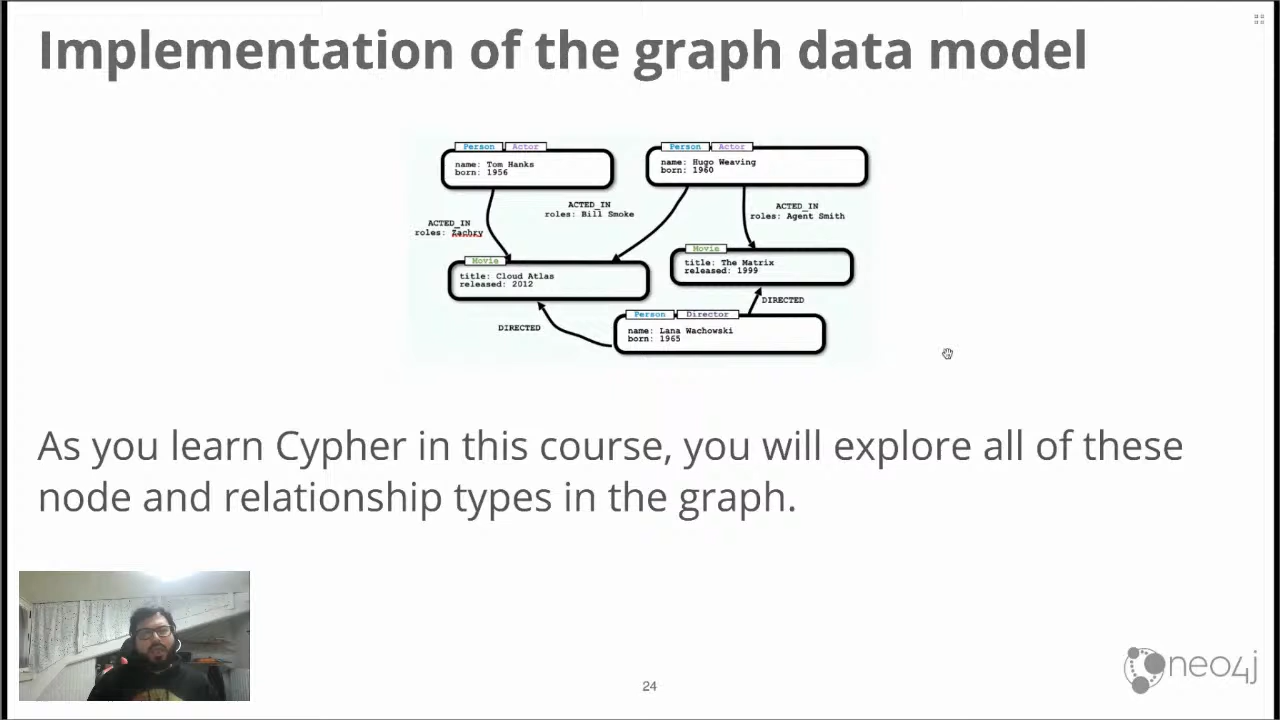 Implementation of the graph data model
Person Actor
name: Tom Hanks
born: 1956
Person Actor
name: Hugo Weaving
born: 1960
ACTED_IN
roles: Zachry
ACTED_IN
roles: Bill Smoke
ACTED_IN
roles: Agent Smith
Movie
title: Cloud Atlas
released: 2012
Movie
title: The Matrix
released: 1999
DIRECTED
DIRECTED
Person Director
name: Lana Wachowski
born: 1965
As you learn Cypher in this course, you will explore all of these
node and relationship types in the graph.
24
neo4j